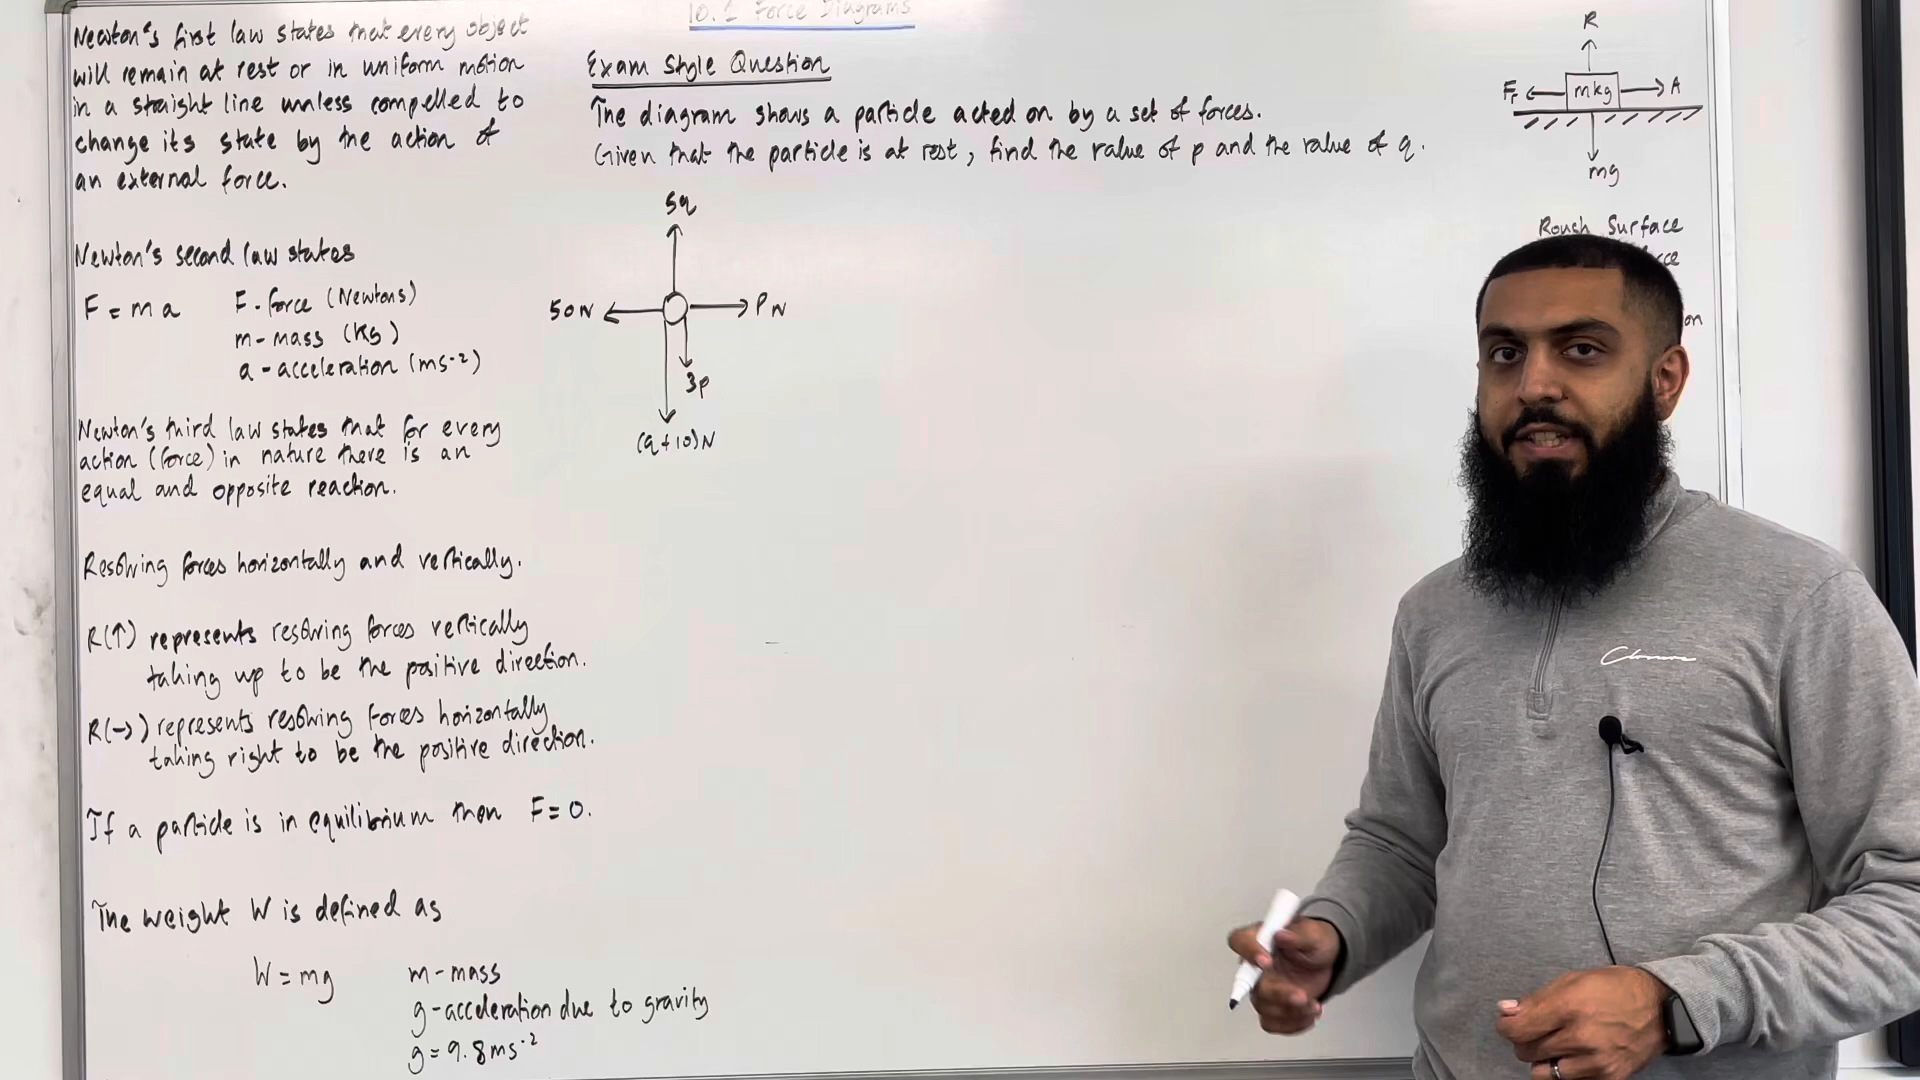 10.1 Force Diagrams
Newton's first law states that every object
will remain at rest or in uniform motion
in a straight line unless compelled to
change its state by the action of
an external force.
Newton's second law states
F = ma
F - force (Newtons)
m - mass (Kg)
a - acceleration (ms⁻²)
Newton's third law states that for every
action (force) in nature there is an
equal and opposite reaction.
Resolving forces horizontally and vertically.
R(↑) represents resolving forces vertically
taking up to be the positive direction.
R(→) represents resolving forces horizontally
taking right to be the positive direction.
If a particle is in equilibrium then F = 0.
The weight W is defined as
W = mg
m - mass
g - acceleration due to gravity
g = 9.8ms⁻²
Exam Style Question
The diagram shows a particle acted on by a set of forces.
Given that the particle is at rest, find the value of p and the value of q.
5q
50N
PN
3p
(q+10)N
R
Fr
mkg
A
mg
Rough Surface